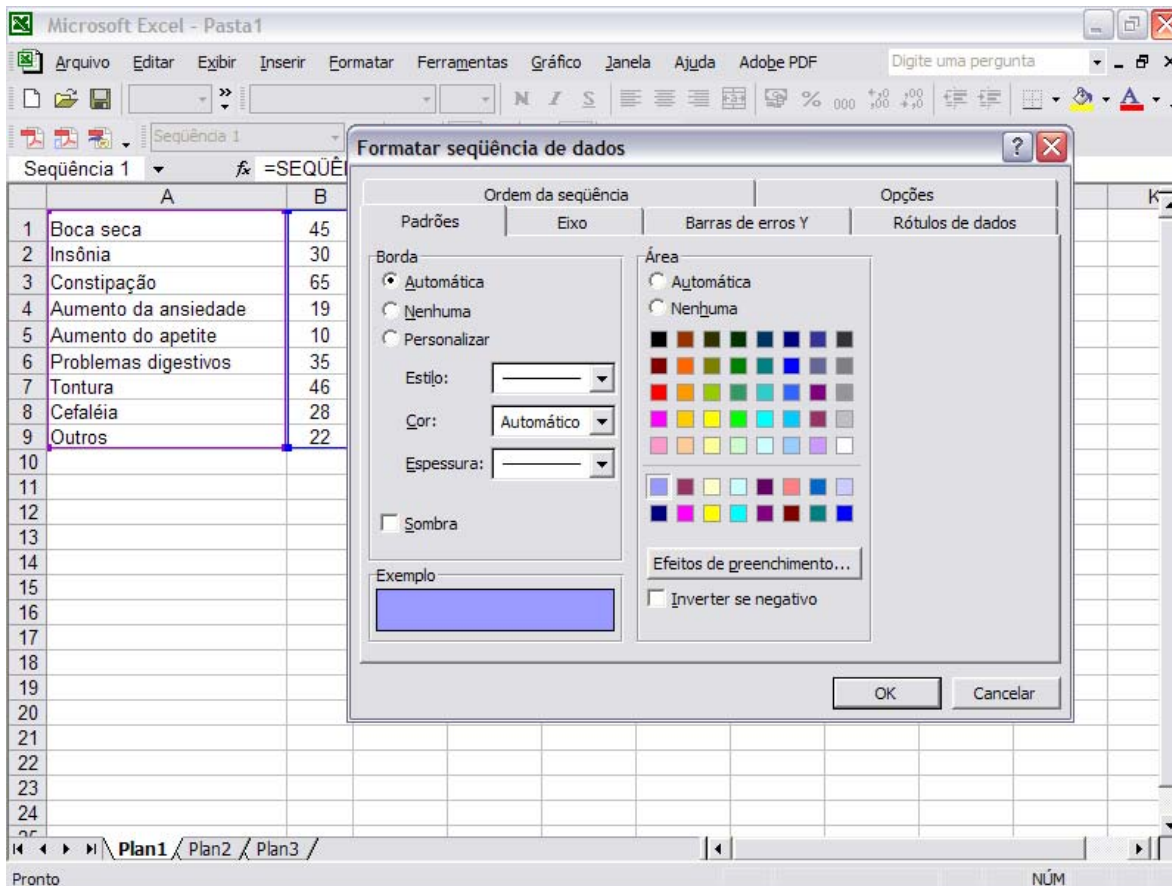 Microsoft Excel - Pasta1
Arquivo Editar Exibir Inserir Formatar Ferramentas Gráfico Janela Ajuda Adobe PDF Digite uma pergunta
N I S % 000 A
Seqüência 1
Seqüência 1 fx =SEQÜÊ
Formatar seqüência de dados
Ordem da seqüência Opções
Padrões Eixo Barras de erros Y Rótulos de dados
Borda
Automática
Nenhuma
Personalizar
Estilo:
Cor: Automático
Espessura:
Sombra
Exemplo
Área
Automática
Nenhuma
Efeitos de preenchimento...
Inverter se negativo
OK Cancelar
A B K
1 Boca seca 45
2 Insônia 30
3 Constipação 65
4 Aumento da ansiedade 19
5 Aumento do apetite 10
6 Problemas digestivos 35
7 Tontura 46
8 Cefaléia 28
9 Outros 22
10
11
12
13
14
15
16
17
18
19
20
21
22
23
24
Plan1 Plan2 Plan3
Pronto NÚM